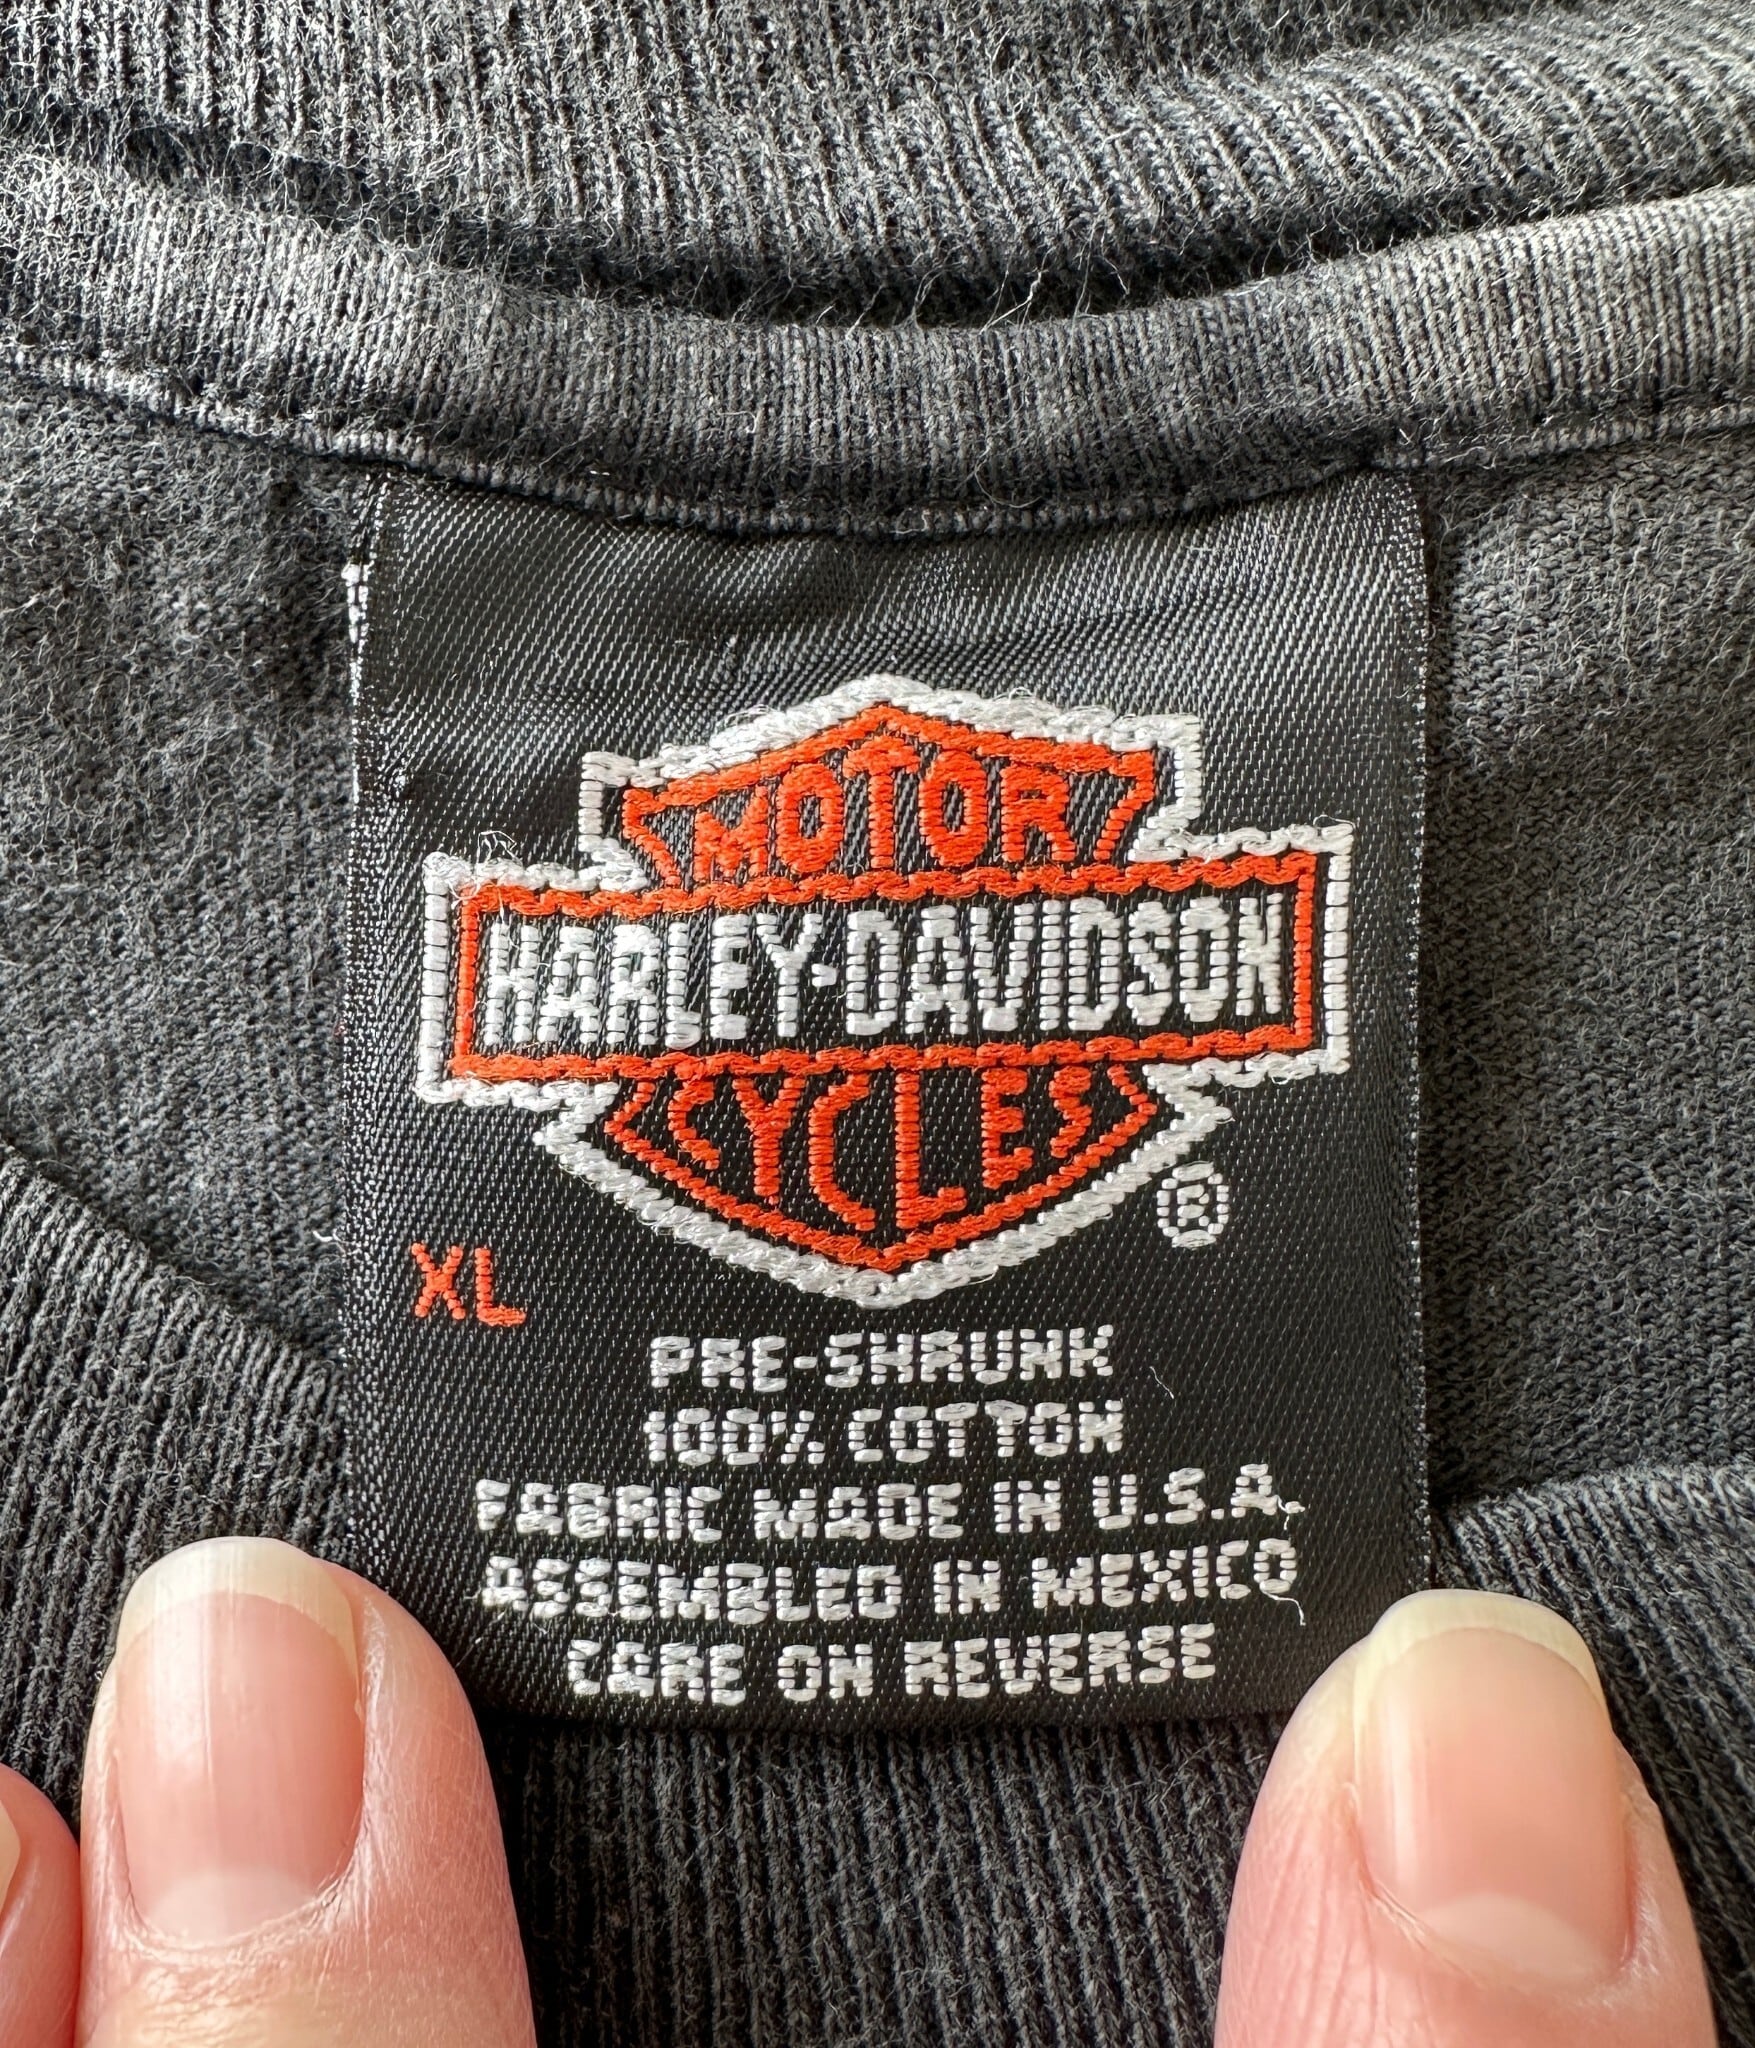 MOTOR
HARLEY-DAVIDSON
CYCLES
®
XL
PRE-SHRUNK
100% COTTON
FABRIC MADE IN U.S.A.
ASSEMBLED IN MEXICO
CARE ON REVERSE